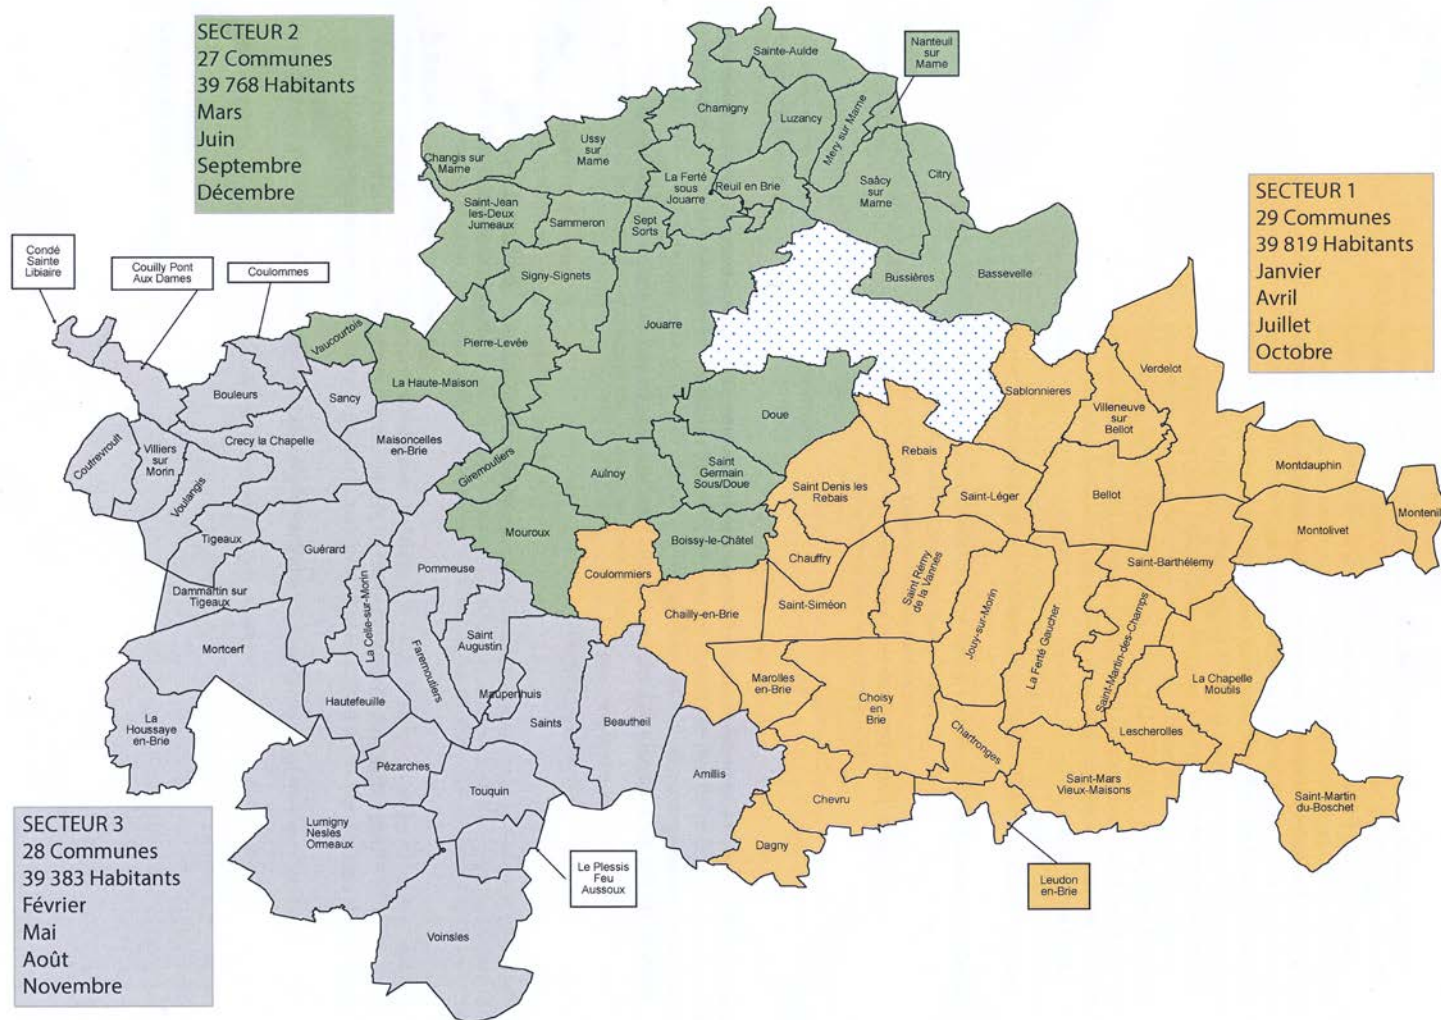 SECTEUR 2
27 Communes
39 768 Habitants
Mars
Juin
Septembre
Décembre
Nanteuil
sur
Marne
Sainte-Aulde
Chamigny
Luzancy
Mery sur Marne
Ussy
sur
Marne
Changis sur
Marne
La Ferté
sous
Jouarre
Reuil en Brie
Saâcy
sur
Marne
Citry
Saint-Jean
les-Deux
Jumeaux
Sammeron
Sept
Sorts
Signy-Signets
Bussières
Bassevelle
Jouarre
Pierre-Levée
Vaucourtois
La Haute-Maison
Doue
Giremoutiers
Aulnoy
Saint
Germain
Sous/Doue
Mouroux
Boissy-le-Châtel
SECTEUR 1
29 Communes
39 819 Habitants
Janvier
Avril
Juillet
Octobre
Verdelot
Sablonnieres
Villeneuve
sur
Bellot
Rebais
Saint Denis les
Rebais
Saint-Léger
Bellot
Montdauphin
Montenil
Montolivet
Saint-Barthélemy
Coulommiers
Chauffry
Saint Rémy
de la Vannes
Chailly-en-Brie
Saint-Siméon
Jouy-sur-Morin
La Ferté Gaucher
Saint-Martin-des-Champs
La Chapelle
Moutils
Marolles
en-Brie
Choisy
en
Brie
Chartronges
Lescherolles
Saint-Mars
Vieux-Maisons
Saint-Martin
du-Boschet
Chevru
Dagny
Leudon
en-Brie
Condé
Sainte
Libiaire
Couilly Pont
Aux Dames
Coulommes
Bouleurs
Sancy
Crecy la Chapelle
Maisoncelles
en-Brie
Coutrevroult
Villiers
sur
Morin
Voulangis
Tigeaux
Guérard
Pommeuse
Dammartin sur
Tigeaux
La Celle-sur-Morin
Faremoutiers
Saint
Augustin
Mortcerf
Hautefeuille
Maupenhuis
Saints
Beautheil
La
Houssaye
en-Brie
Pézarches
Touquin
Amillis
Lumigny
Nesles
Ormeaux
Le Plessis
Feu
Aussoux
Voinsles
SECTEUR 3
28 Communes
39 383 Habitants
Février
Mai
Août
Novembre